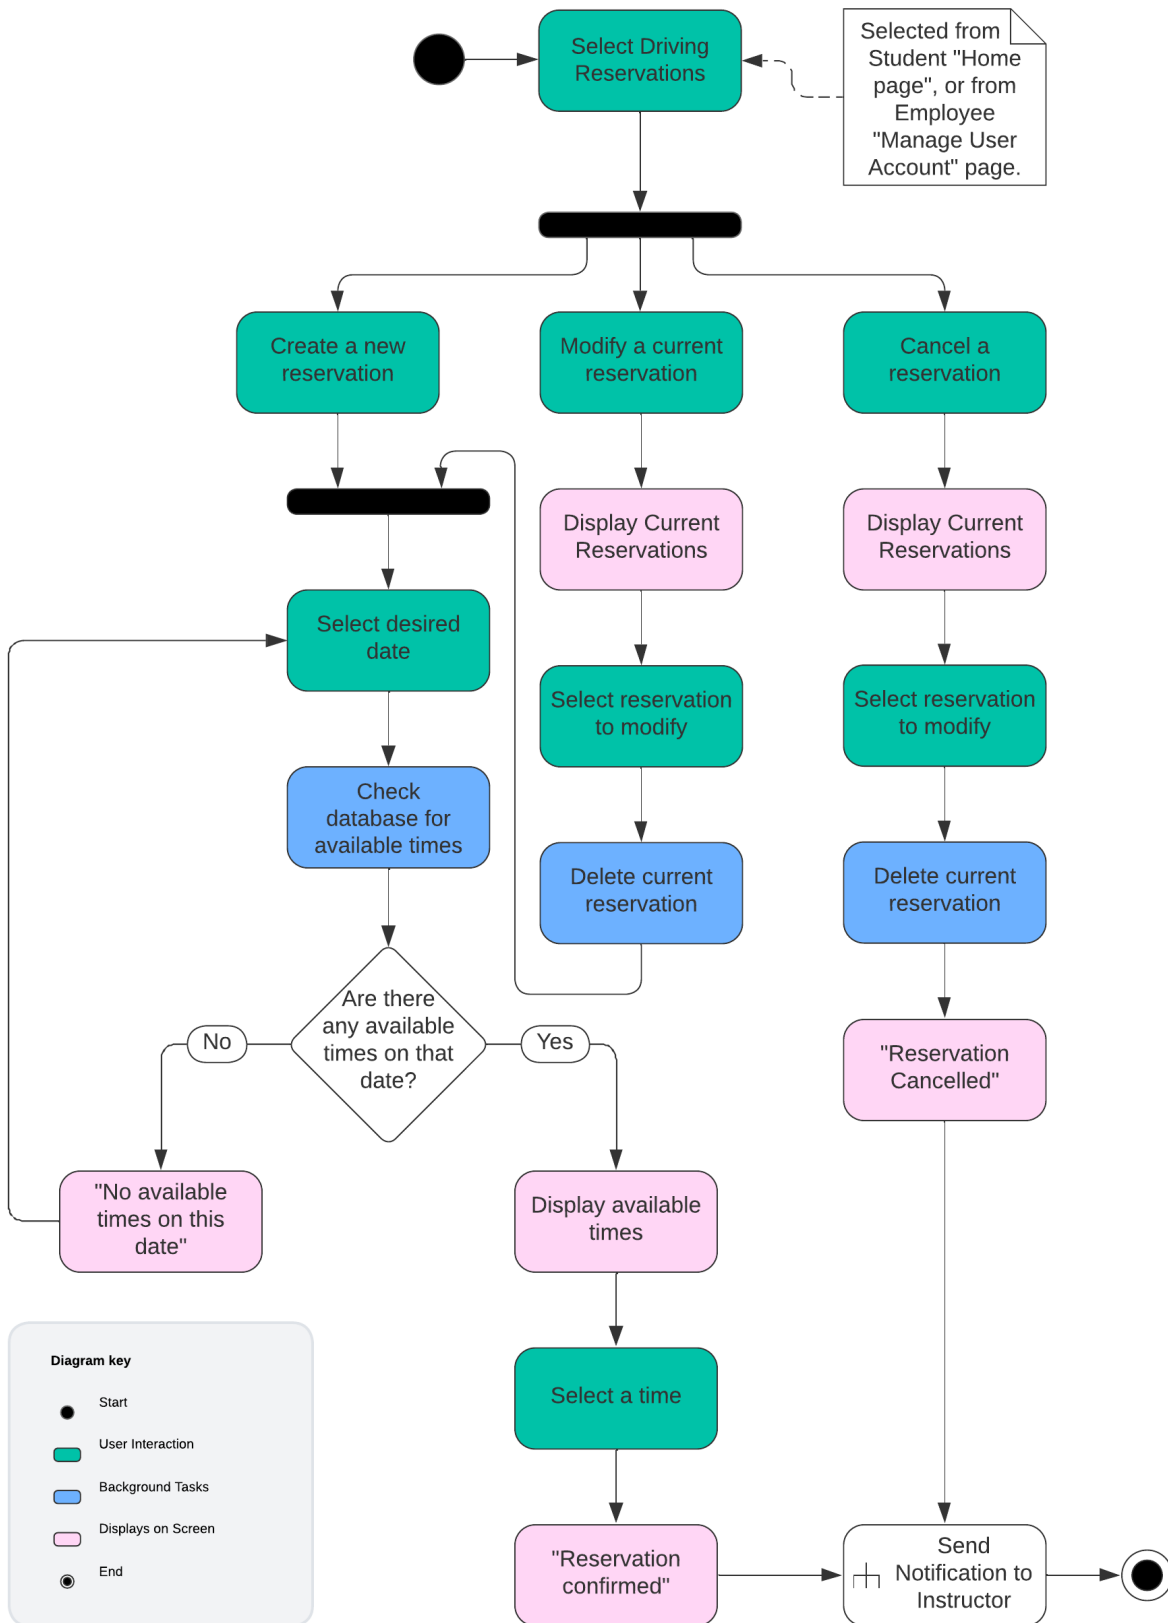 Select Driving
Reservations
Selected from
Student "Home
page", or from
Employee
"Manage User
Account" page.
Create a new
reservation
Modify a current
reservation
Cancel a
reservation
Display Current
Reservations
Display Current
Reservations
Select desired
date
Select reservation
to modify
Select reservation
to modify
Check
database for
available times
Delete current
reservation
Delete current
reservation
Are there
any available
times on that
date?
No
Yes
"Reservation
Cancelled"
"No available
times on this
date"
Display available
times
Select a time
"Reservation
confirmed"
Send
Notification to
Instructor
Diagram key
Start
User Interaction
Background Tasks
Displays on Screen
End